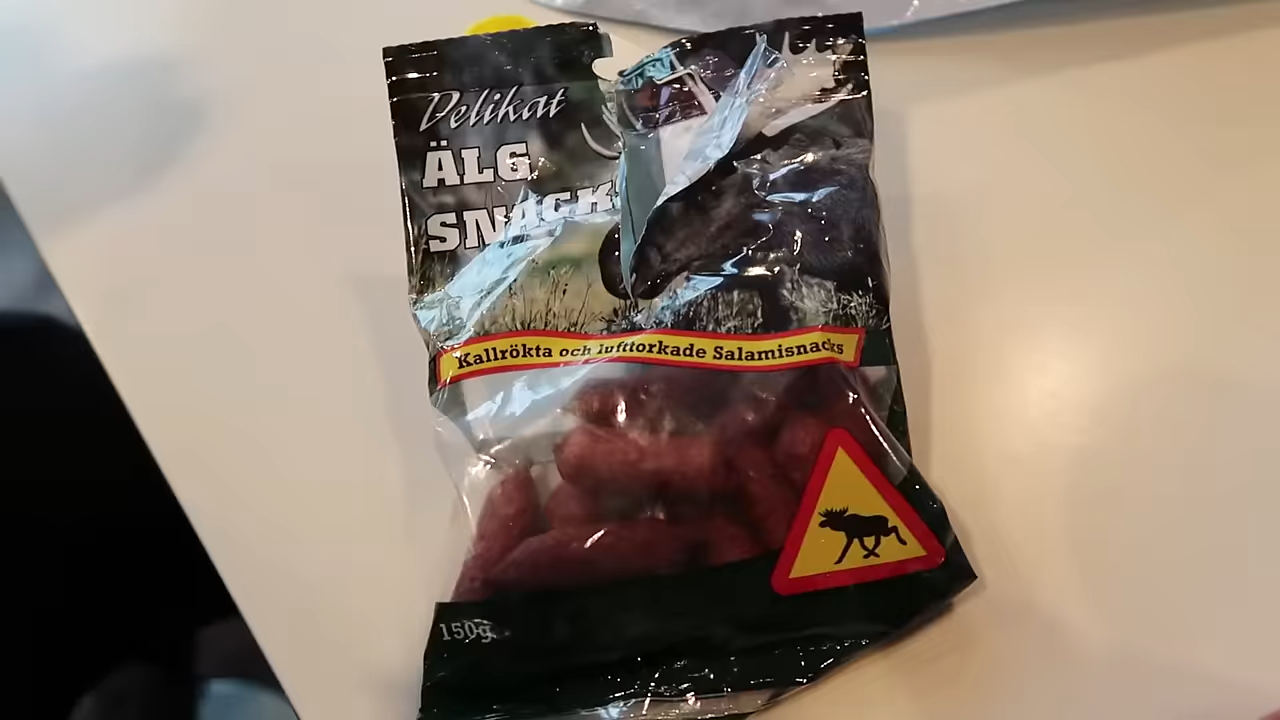 Delikat
ÄLG
SNACKS
Kallrökta och lufttorkade Salamisnacks
150g